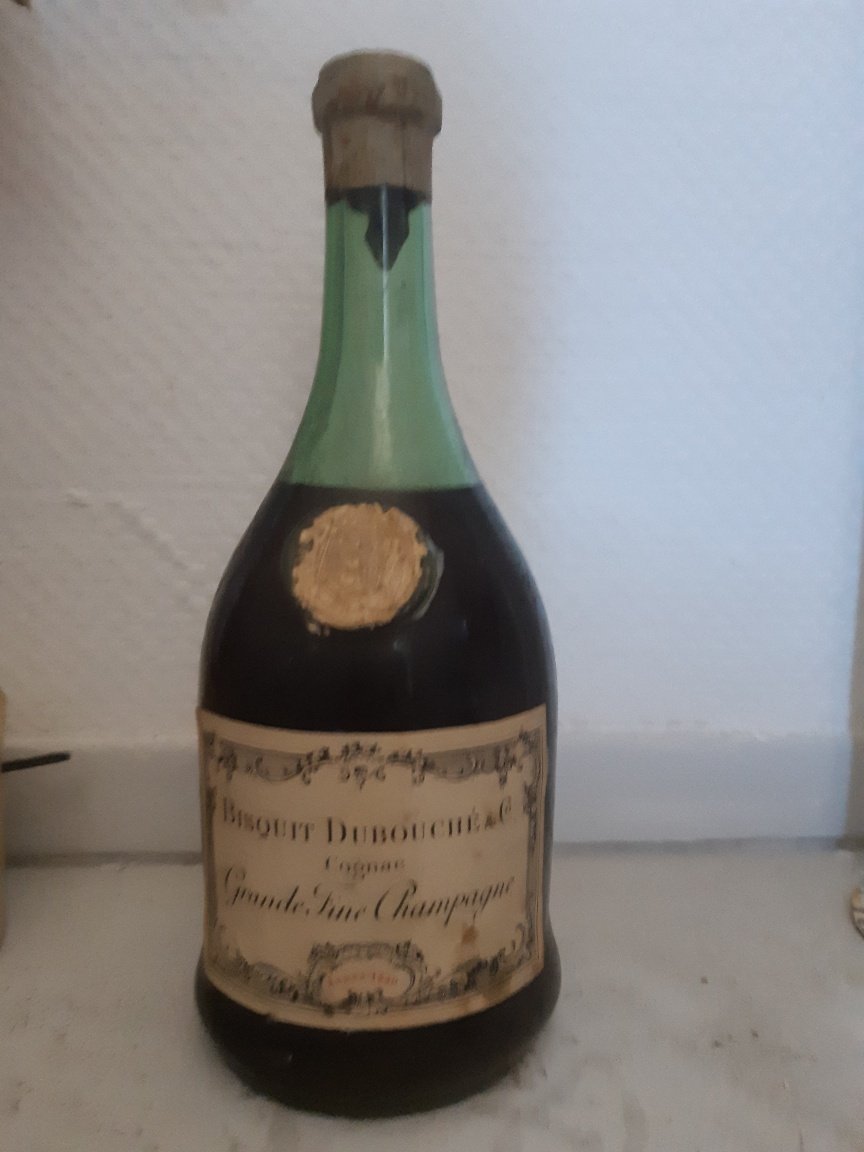 BISQUIT DUBOUCHÉ & Co
Cognac
Grande Fine Champagne